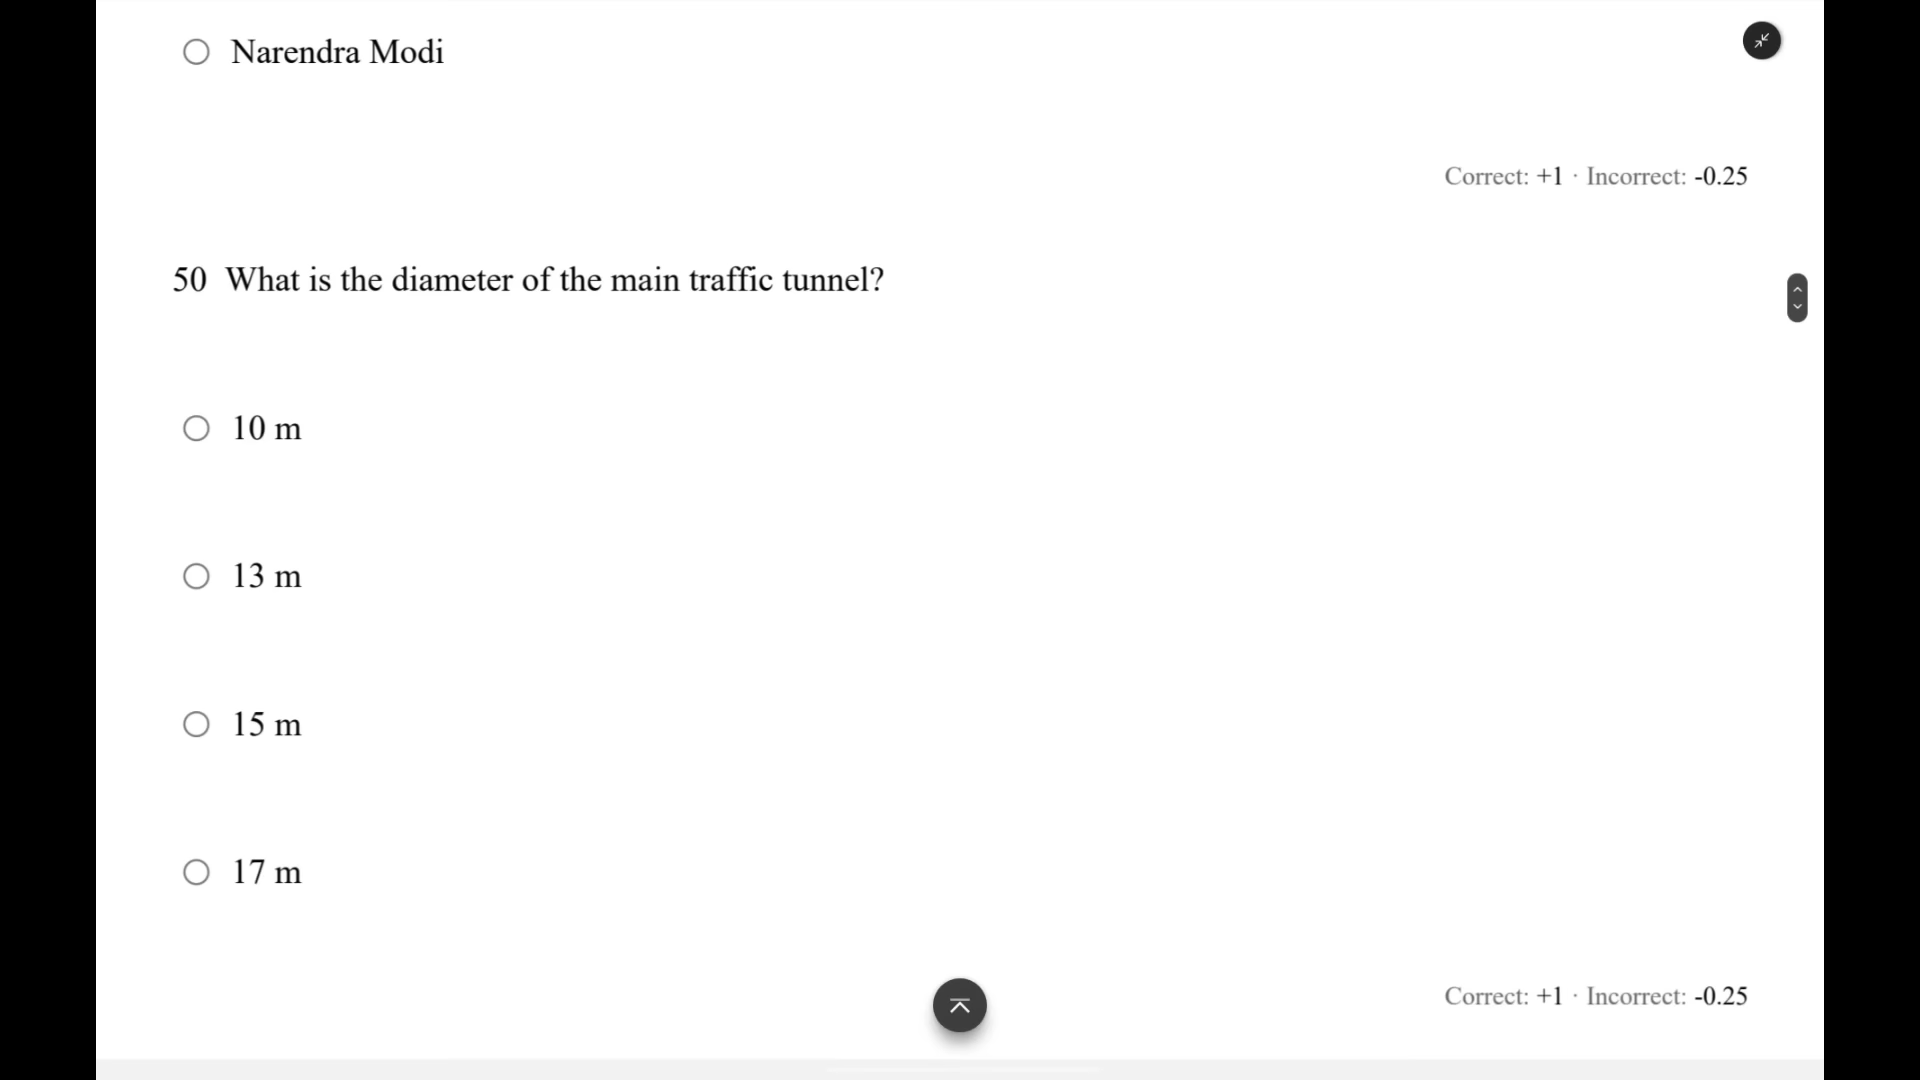 Narendra Modi
Correct: +1 · Incorrect: -0.25
50 What is the diameter of the main traffic tunnel?
10 m
13 m
15 m
17 m
Correct: +1 · Incorrect: -0.25